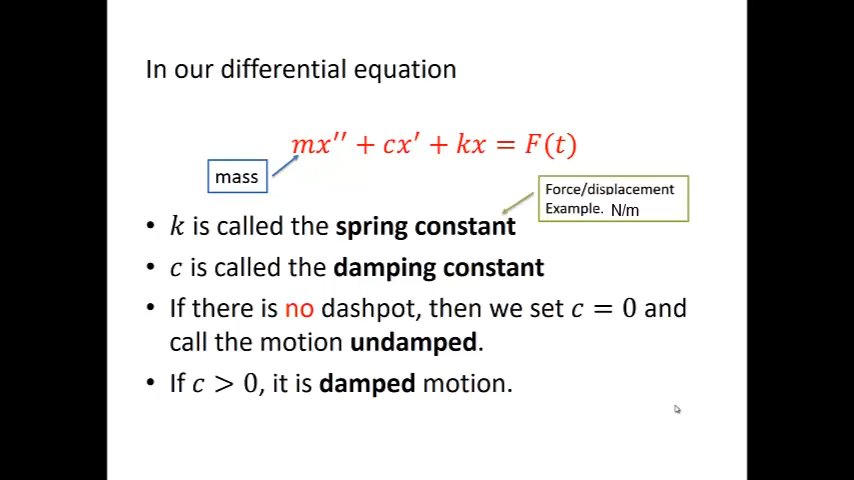 In our differential equation
mx′′ + cx′ + kx = F(t)
mass
Force/displacement
Example. N/m
• k is called the spring constant
• c is called the damping constant
• If there is no dashpot, then we set c = 0 and
call the motion undamped.
• If c > 0, it is damped motion.